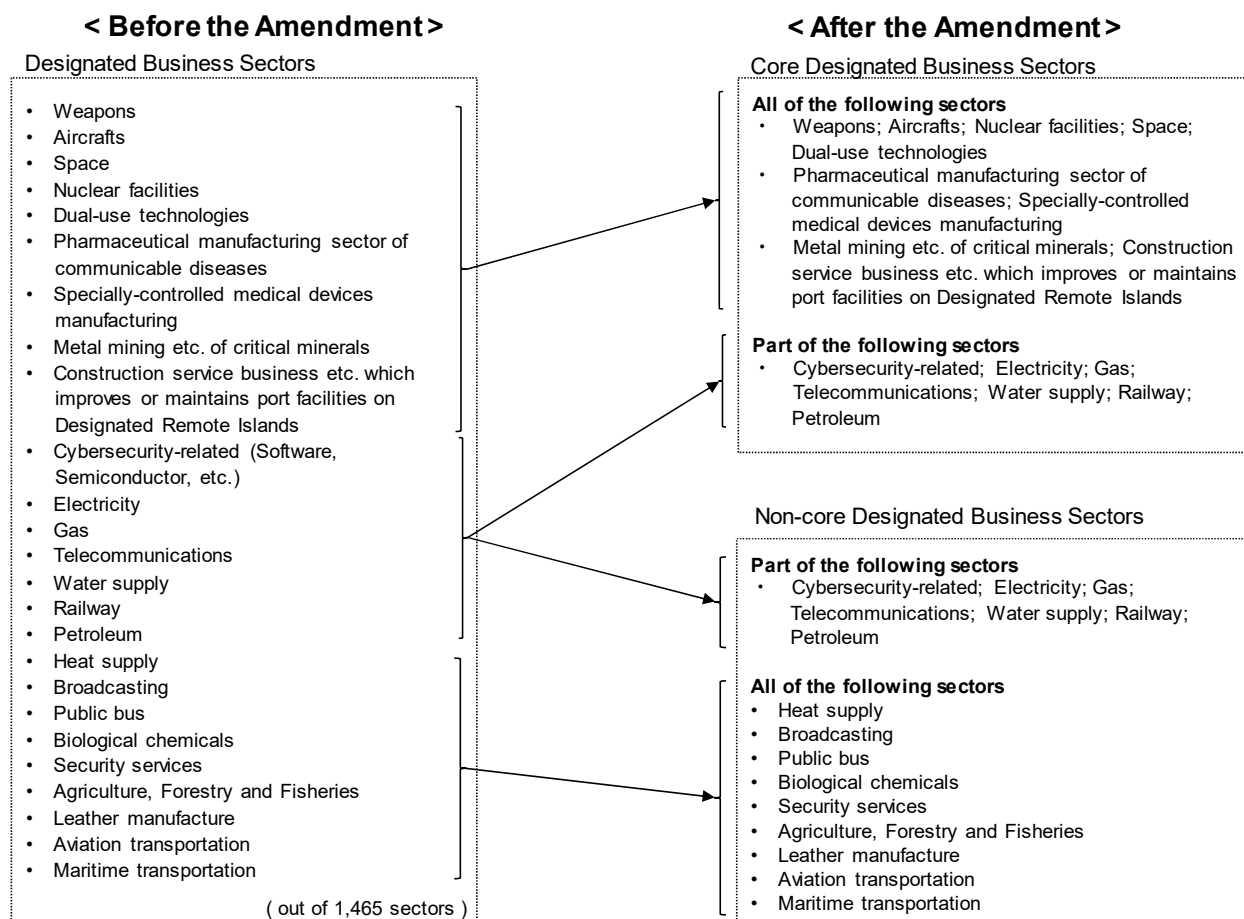 < Before the Amendment>
Designated Business Sectors
• Weapons
• Aircrafts
• Space
• Nuclear facilities
• Dual-use technologies
• Pharmaceutical manufacturing sector of
communicable diseases
• Specially-controlled medical devices
manufacturing
• Metal mining etc. of critical minerals
• Construction service business etc. which
improves or maintains port facilities on
Designated Remote Islands
• Cybersecurity-related (Software,
Semiconductor, etc.)
• Electricity
• Gas
• Telecommunications
• Water supply
• Railway
• Petroleum
• Heat supply
• Broadcasting
• Public bus
• Biological chemicals
• Security services
• Agriculture, Forestry and Fisheries
• Leather manufacture
• Aviation transportation
• Maritime transportation
( out of 1,465 sectors )
< After the Amendment>
Core Designated Business Sectors
All of the following sectors
・ Weapons; Aircrafts; Nuclear facilities; Space;
Dual-use technologies
・ Pharmaceutical manufacturing sector of
communicable diseases; Specially-controlled
medical devices manufacturing
・ Metal mining etc. of critical minerals; Construction
service business etc. which improves or maintains
port facilities on Designated Remote Islands
Part of the following sectors
・ Cybersecurity-related; Electricity; Gas;
Telecommunications; Water supply; Railway;
Petroleum
Non-core Designated Business Sectors
Part of the following sectors
・ Cybersecurity-related; Electricity; Gas;
Telecommunications; Water supply; Railway;
Petroleum
All of the following sectors
• Heat supply
• Broadcasting
• Public bus
• Biological chemicals
• Security services
• Agriculture, Forestry and Fisheries
• Leather manufacture
• Aviation transportation
• Maritime transportation